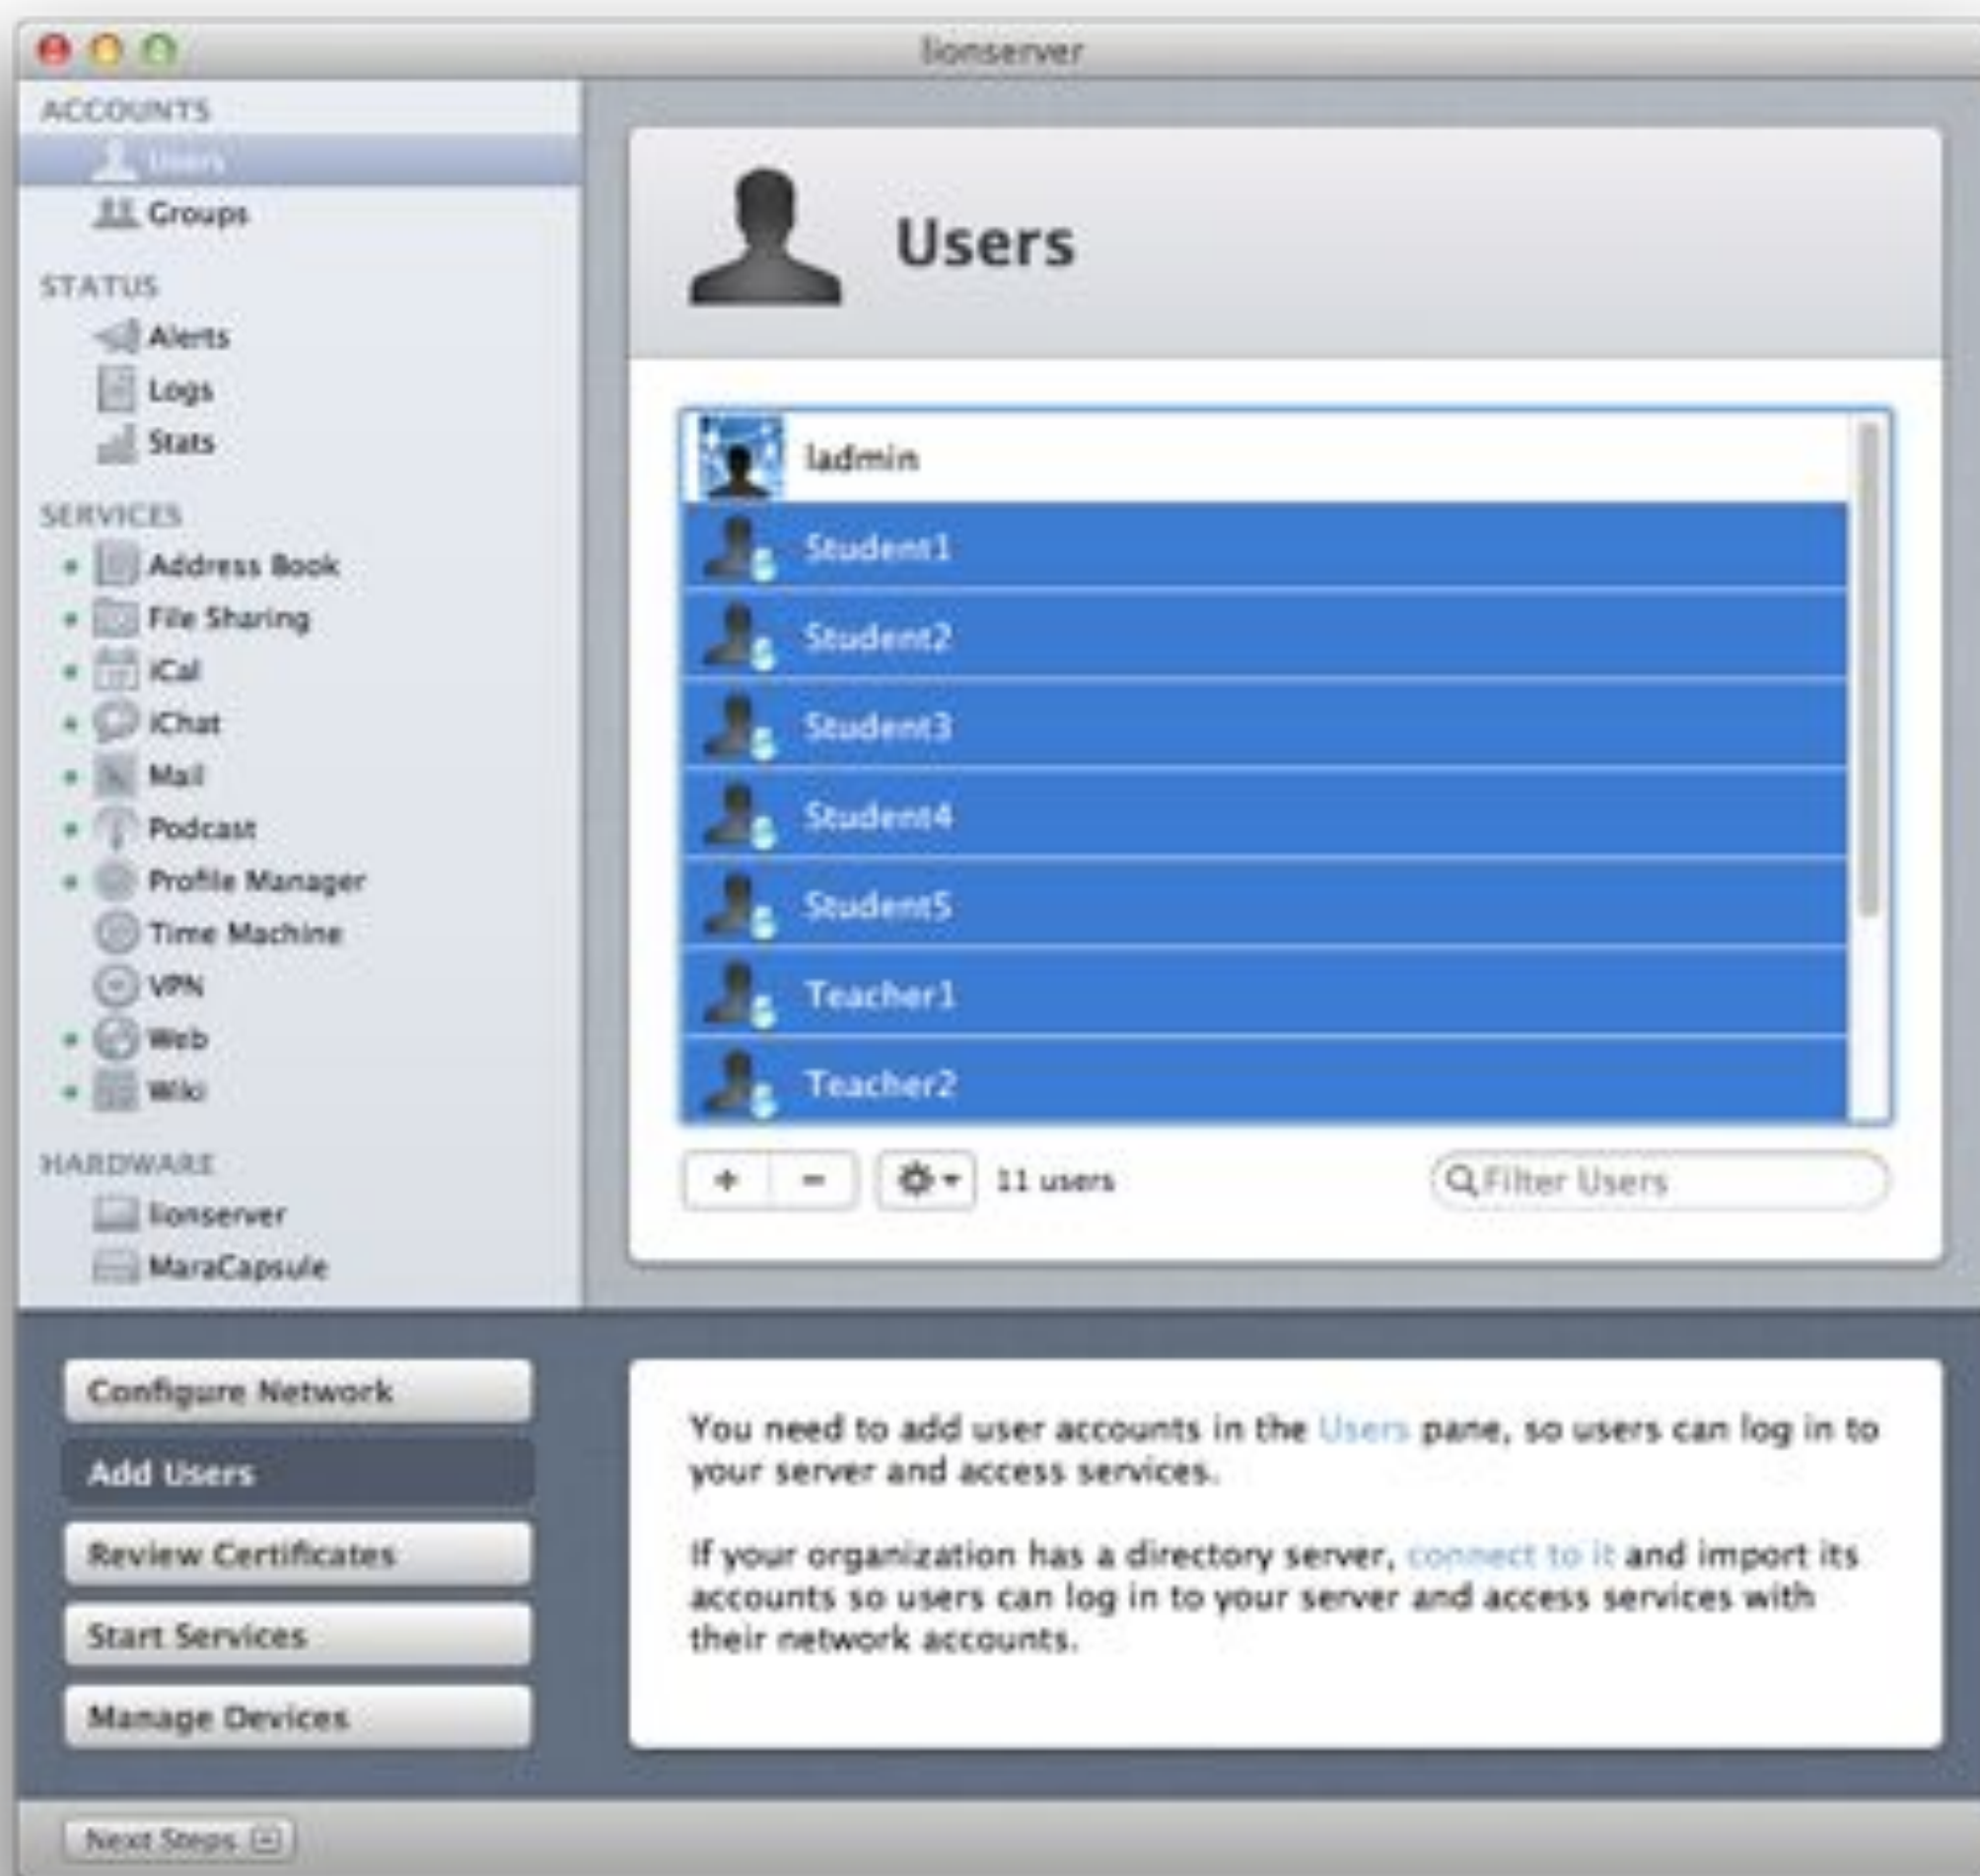 lionserver
ACCOUNTS
Users
Groups
STATUS
Alerts
Logs
Stats
SERVICES
Address Book
File Sharing
iCal
iChat
Mail
Podcast
Profile Manager
Time Machine
VPN
Web
Wiki
HARDWARE
lionserver
MaraCapsule
Users
ladmin
Student1
Student2
Student3
Student4
Student5
Teacher1
Teacher2
+ −
11 users
Filter Users
Configure Network
Add Users
Review Certificates
Start Services
Manage Devices
You need to add user accounts in the Users pane, so users can log in to
your server and access services.
If your organization has a directory server, connect to it and import its
accounts so users can log in to your server and access services with
their network accounts.
Next Steps